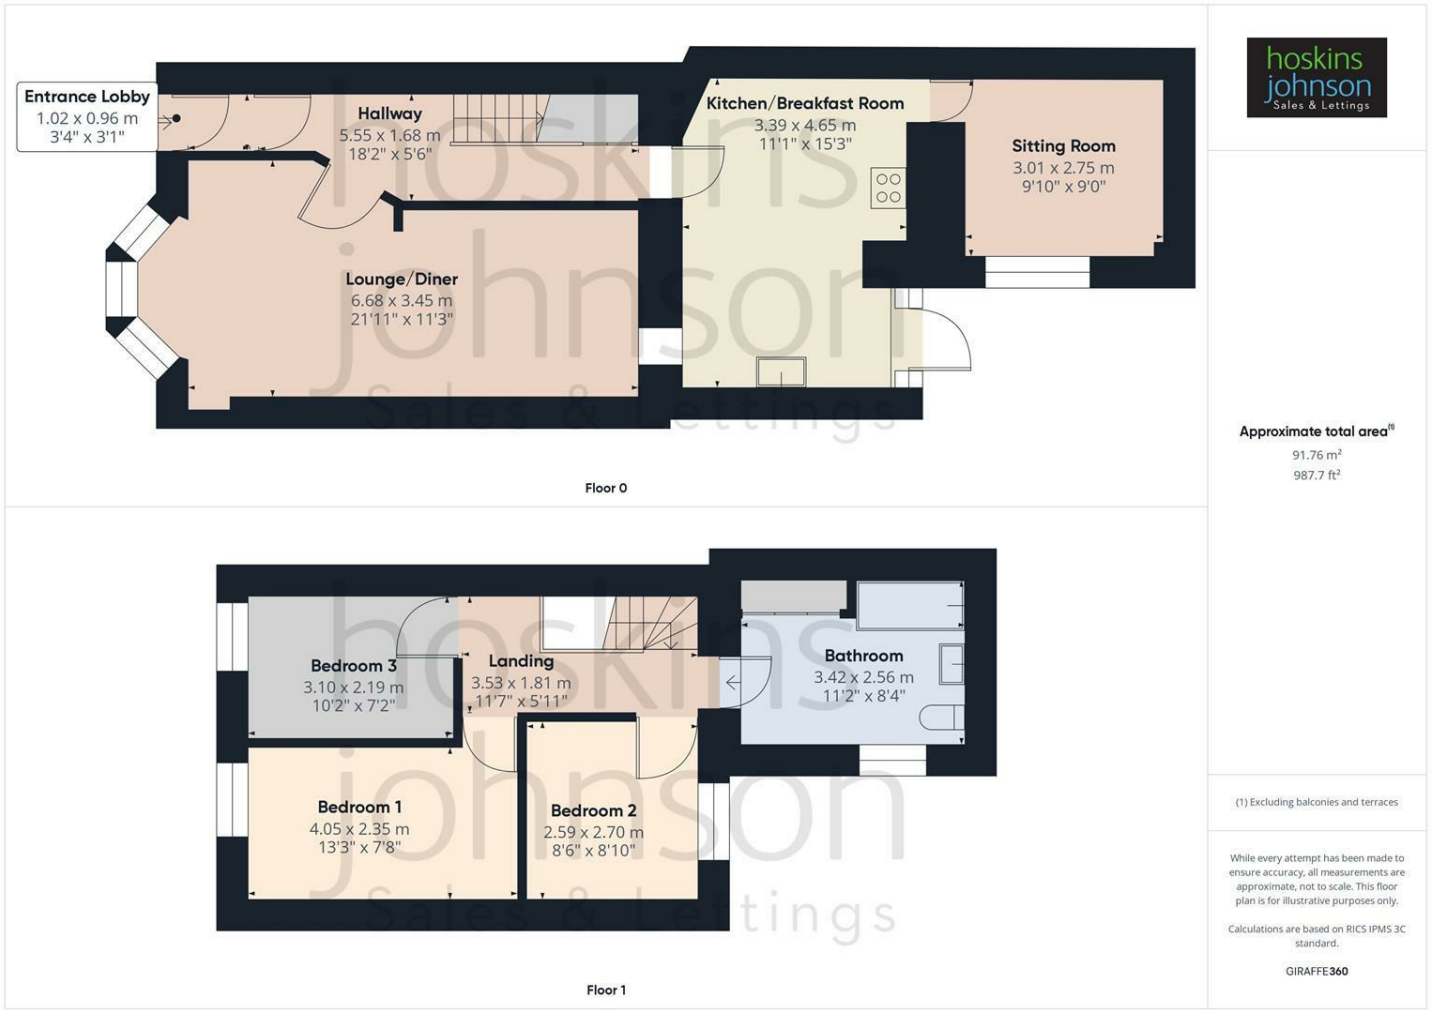 Entrance Lobby
1.02 x 0.96 m
3'4" x 3'1"
Hallway
5.55 x 1.68 m
18'2" x 5'6"
Kitchen/Breakfast Room
3.39 x 4.65 m
11'1" x 15'3"
Sitting Room
3.01 x 2.75 m
9'10" x 9'0"
Lounge/Diner
6.68 x 3.45 m
21'11" x 11'3"
hoskins
johnson
Sales & Lettings
Floor 0
Bedroom 3
3.10 x 2.19 m
10'2" x 7'2"
Landing
3.53 x 1.81 m
11'7" x 5'11"
Bathroom
3.42 x 2.56 m
11'2" x 8'4"
Bedroom 1
4.05 x 2.35 m
13'3" x 7'8"
Bedroom 2
2.59 x 2.70 m
8'6" x 8'10"
hoskins
johnson
Sales & Lettings
Floor 1
hoskins
johnson
Sales & Lettings
Approximate total area(1)
91.76 m²
987.7 ft²
(1) Excluding balconies and terraces
While every attempt has been made to
ensure accuracy, all measurements are
approximate, not to scale. This floor
plan is for illustrative purposes only.
Calculations are based on RICS IPMS 3C
standard.
GIRAFFE360